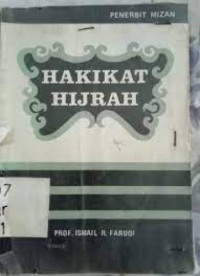 PENERBIT MIZAN
HAKIKAT
HIJRAH
PROF. ISMAIL R. FARUQI